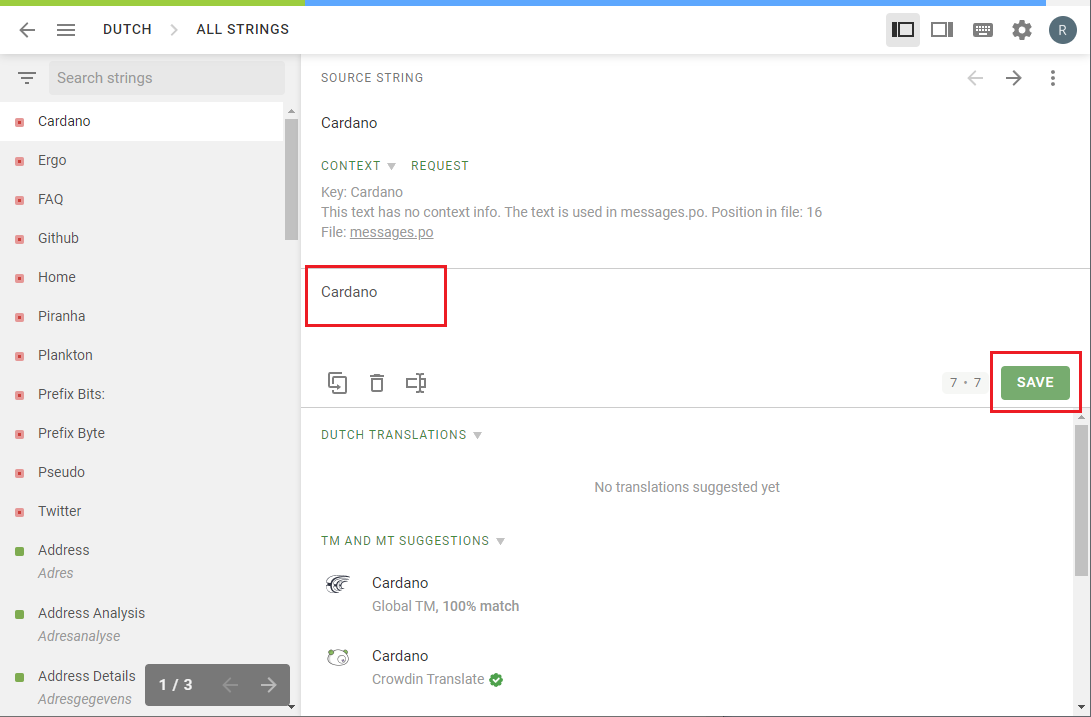 DUTCH ALL STRINGS R
Search strings
Cardano
Ergo
FAQ
Github
Home
Piranha
Plankton
Prefix Bits:
Prefix Byte
Pseudo
Twitter
Address
Adres
Address Analysis
Adresanalyse
Address Details
Adresgegevens
1 / 3
SOURCE STRING
Cardano
CONTEXT REQUEST
Key: Cardano
This text has no context info. The text is used in messages.po. Position in file: 16
File: messages.po
Cardano
7 • 7 SAVE
DUTCH TRANSLATIONS
No translations suggested yet
TM AND MT SUGGESTIONS
Cardano
Global TM, 100% match
Cardano
Crowdin Translate